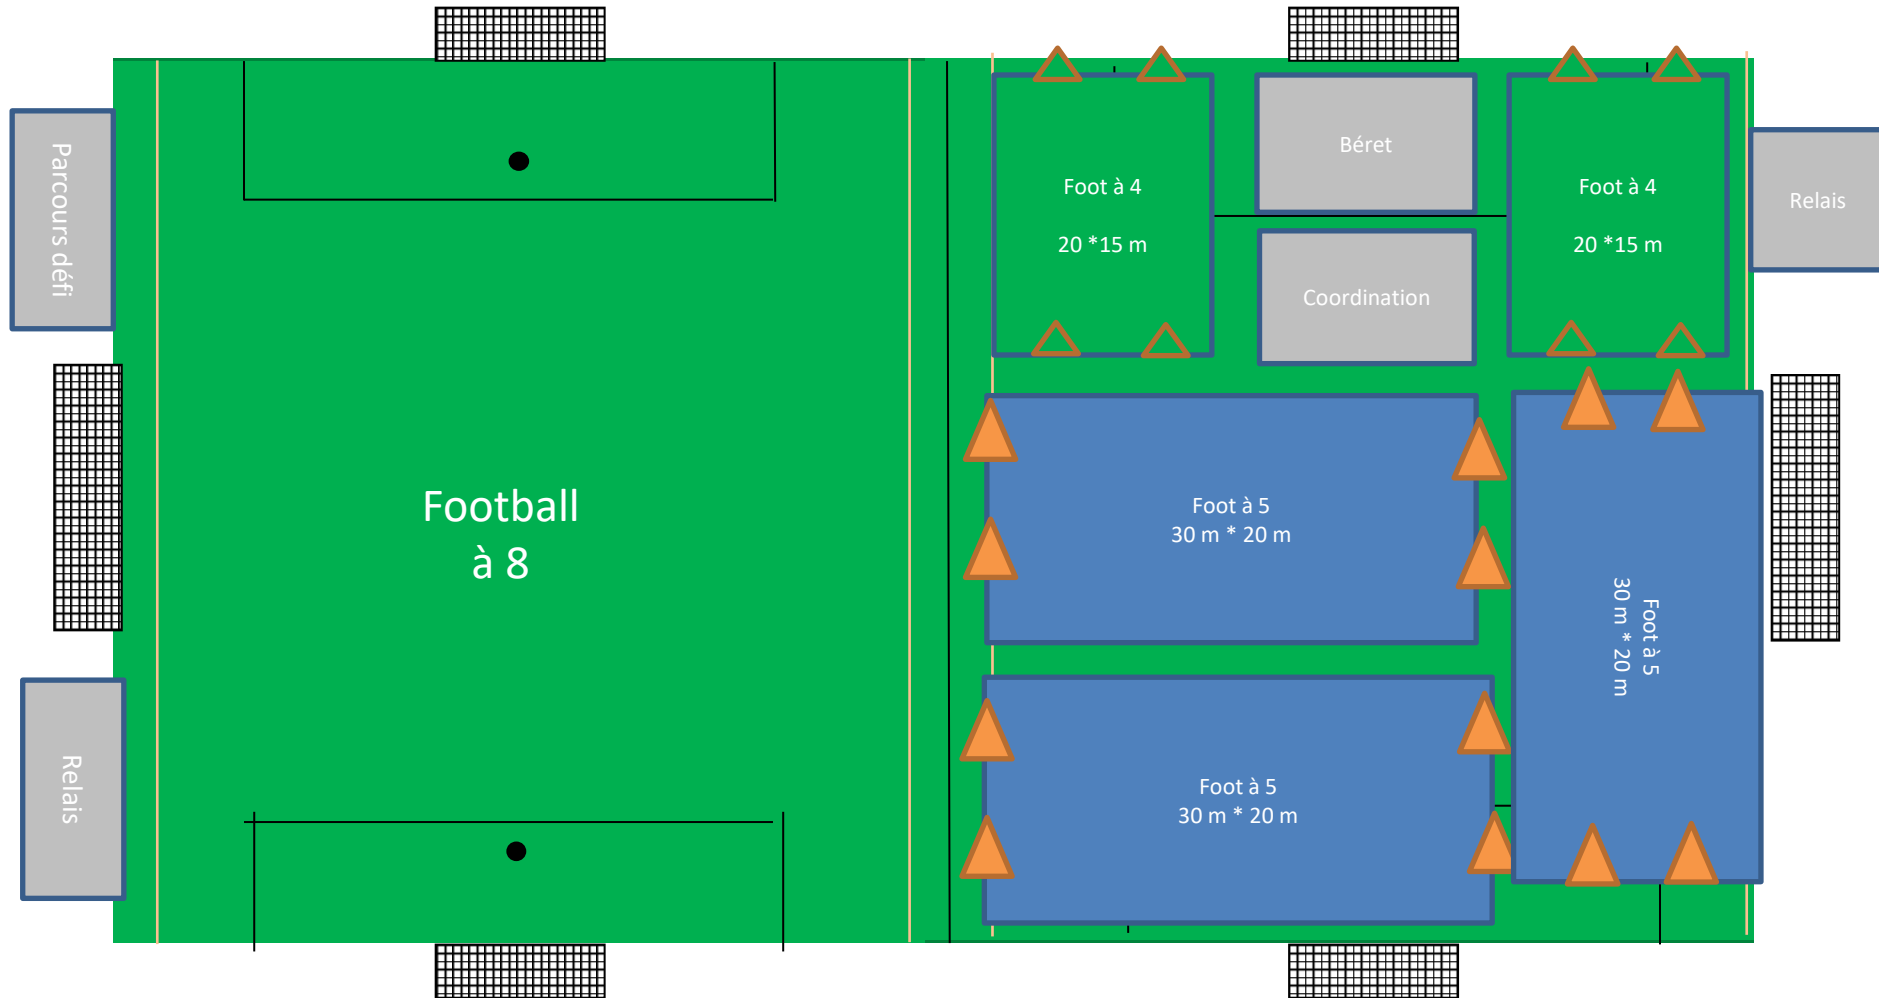 Parcours défi
Relais
Football
à 8
Foot à 4
20 *15 m
Béret
Coordination
Foot à 4
20 *15 m
Relais
Foot à 5
30 m * 20 m
Foot à 5
30 m * 20 m
Foot à 5
30 m * 20 m